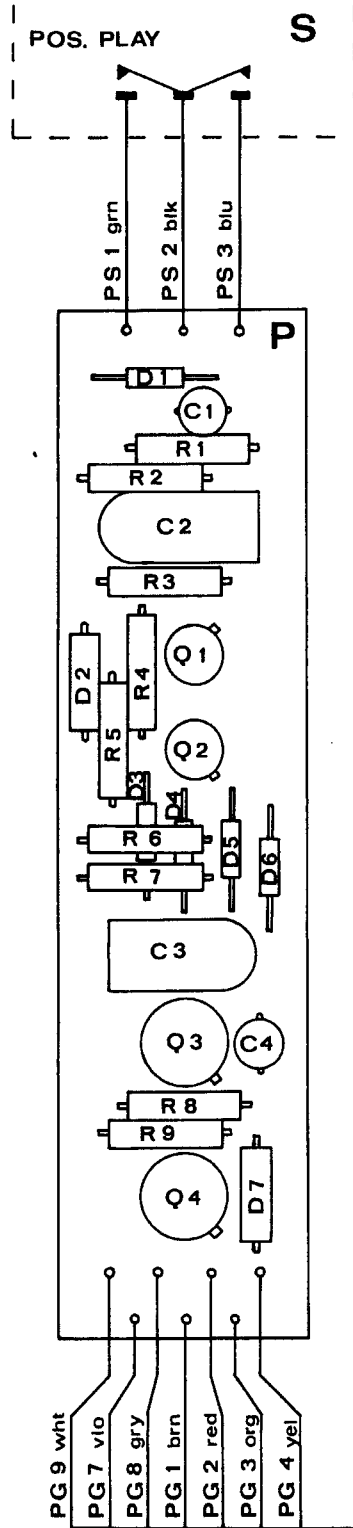 POS. PLAY
S
PS 1 grn
PS 2 blk
PS 3 blu
P
D1
C1
R1
R2
C2
R3
D2
R4
Q1
R5
Q2
D3
D4
R 6
D5
D6
R 7
C3
Q3
C4
R 8
R 9
Q4
D7
PG 9 wht
PG 7 vlo
PG 8 gry
PG 1 brn
PG 2 red
PG 3 org
PG 4 yel